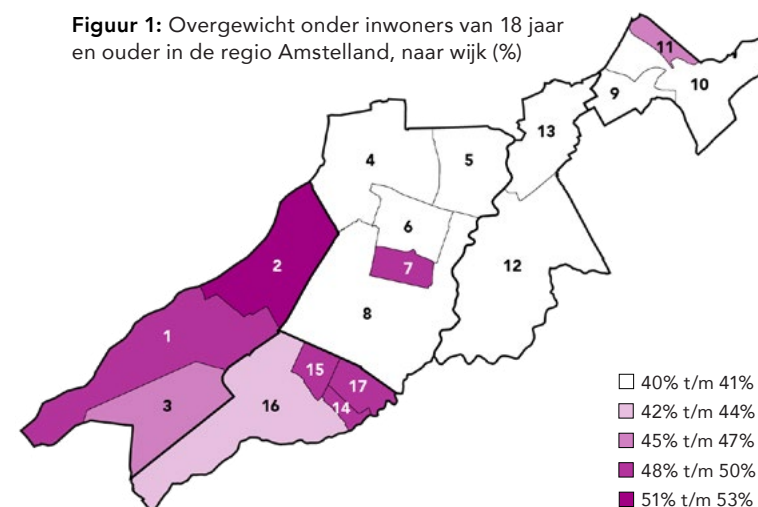 Figuur 1: Overgewicht onder inwoners van 18 jaar
en ouder in de regio Amstelland, naar wijk (%)
11
10
9
13
4
5
6
2
7
12
8
1
15
17
3
16
14
40% t/m 41%
42% t/m 44%
45% t/m 47%
48% t/m 50%
51% t/m 53%